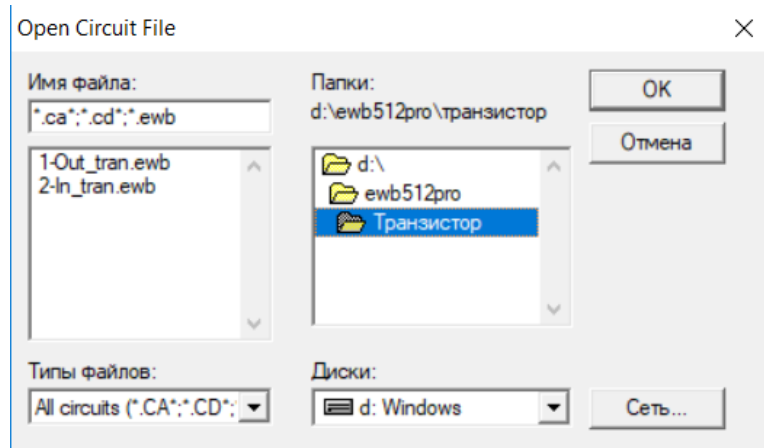 Open Circuit File
Имя файла:
*.ca*;*.cd*;*.ewb
1-Out_tran.ewb
2-In_tran.ewb
Типы файлов:
All circuits (*.CA*;*.CD*;
Папки:
d:\ewb512pro\транзистор
d:\
ewb512pro
Транзистор
Диски:
d: Windows
OK
Отмена
Сеть...